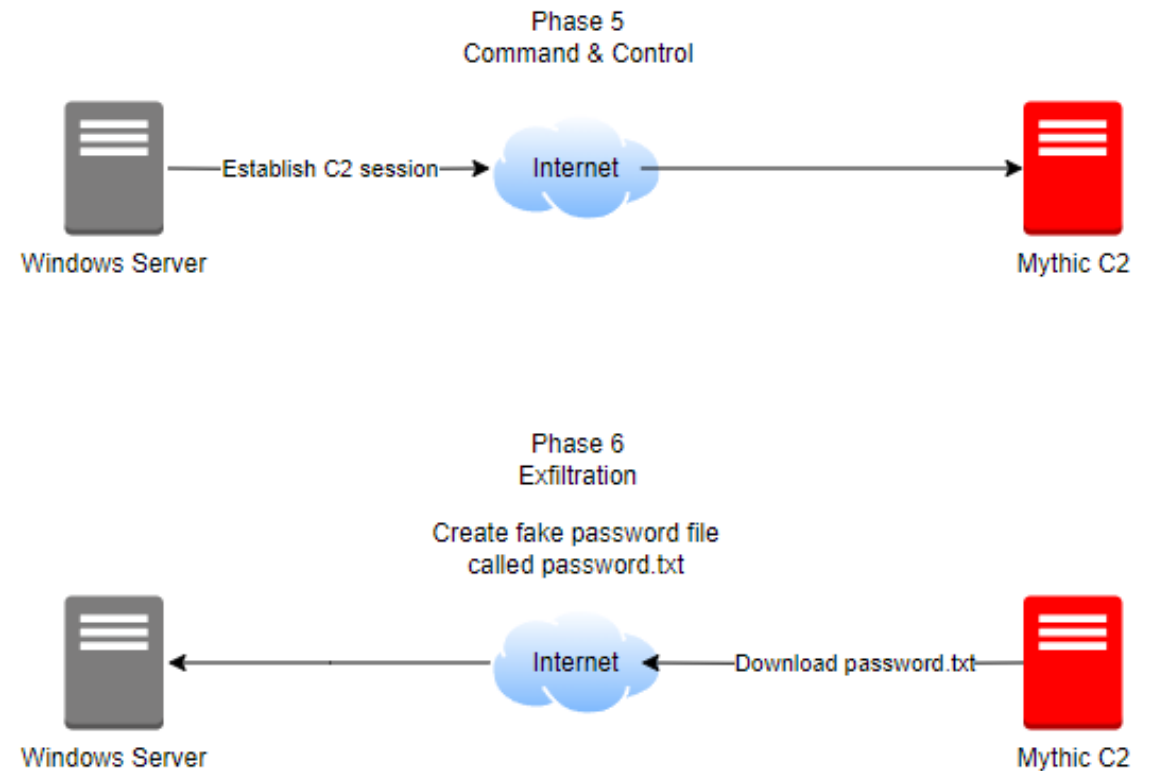 Phase 5
Command & Control
Establish C2 session
Internet
Windows Server
Mythic C2
Phase 6
Exfiltration
Create fake password file
called password.txt
Internet
Download password.txt
Windows Server
Mythic C2